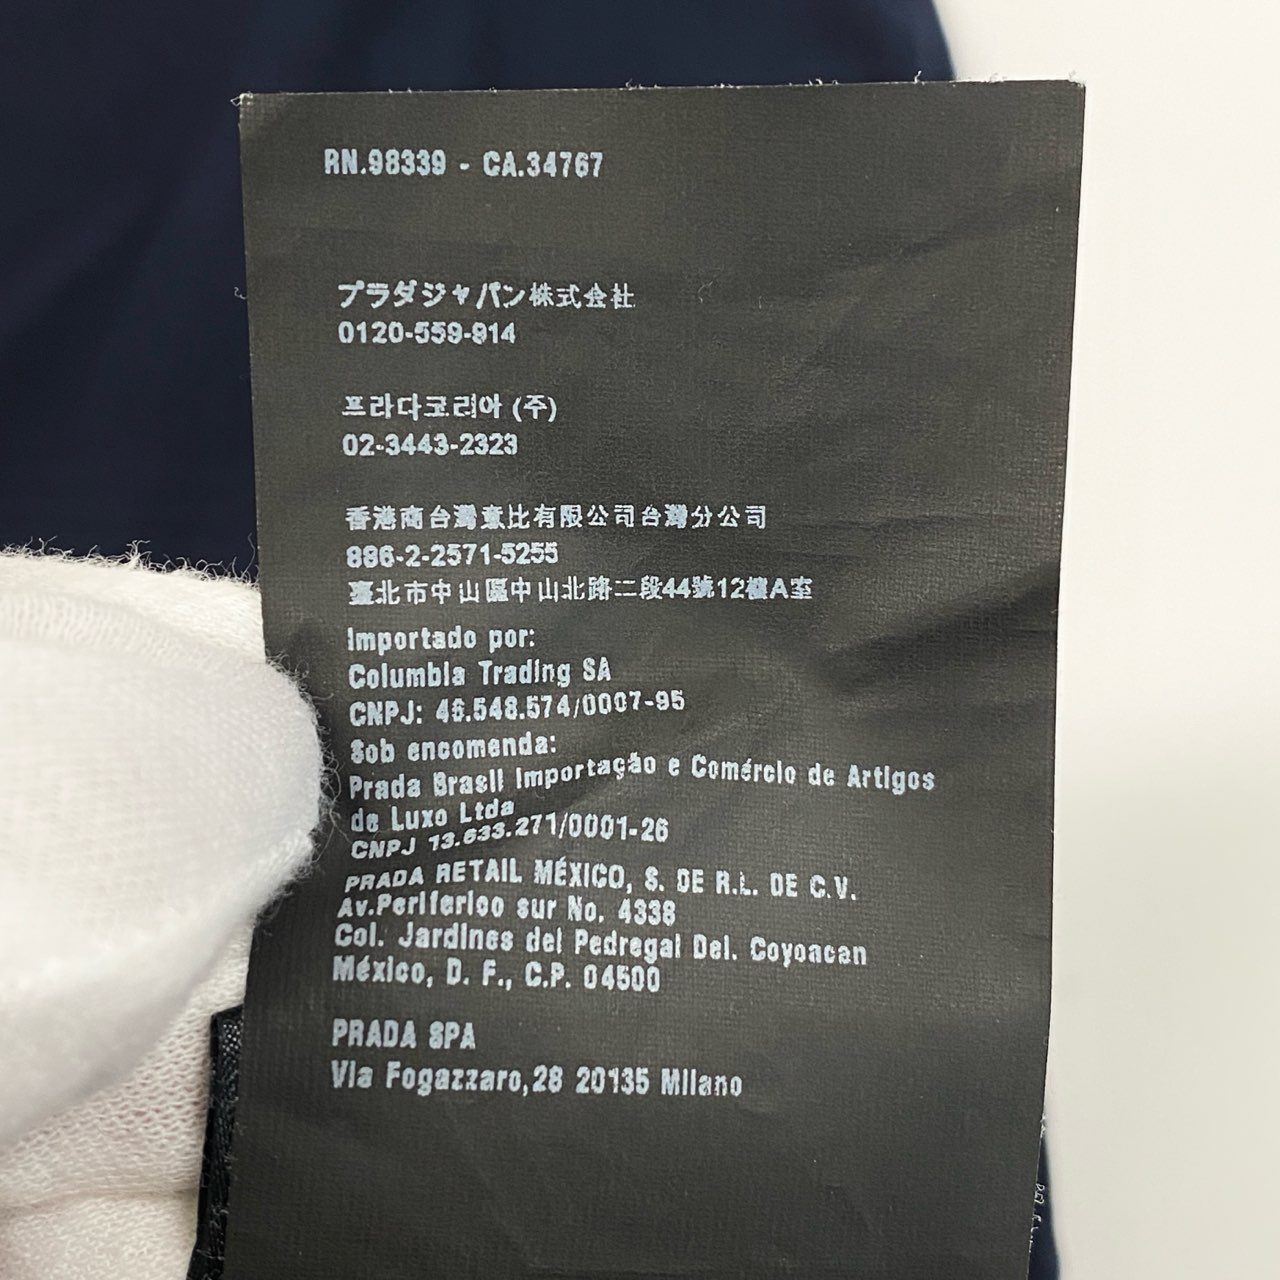 RN.98339 - CA.34767
プラダジャパン株式会社
0120-559-914
프라다코리아 (주)
02-3443-2323
香港商台灣意比有限公司台灣分公司
886-2-2571-5255
臺北市中山區中山北路二段44號12樓A室
Importado por:
Columbia Trading SA
CNPJ: 46.548.574/0007-95
Sob encomenda:
Prada Brasil Importação e Comércio de Artigos
de Luxo Ltda
CNPJ 13.633.271/0001-26
PRADA RETAIL MÉXICO, S. DE R.L. DE C.V.
Av.Periferico sur No. 4338
Col. Jardines del Pedregal Del. Coyoacan
México, D. F., C.P. 04500
PRADA SPA
Via Fogazzaro,28 20135 Milano